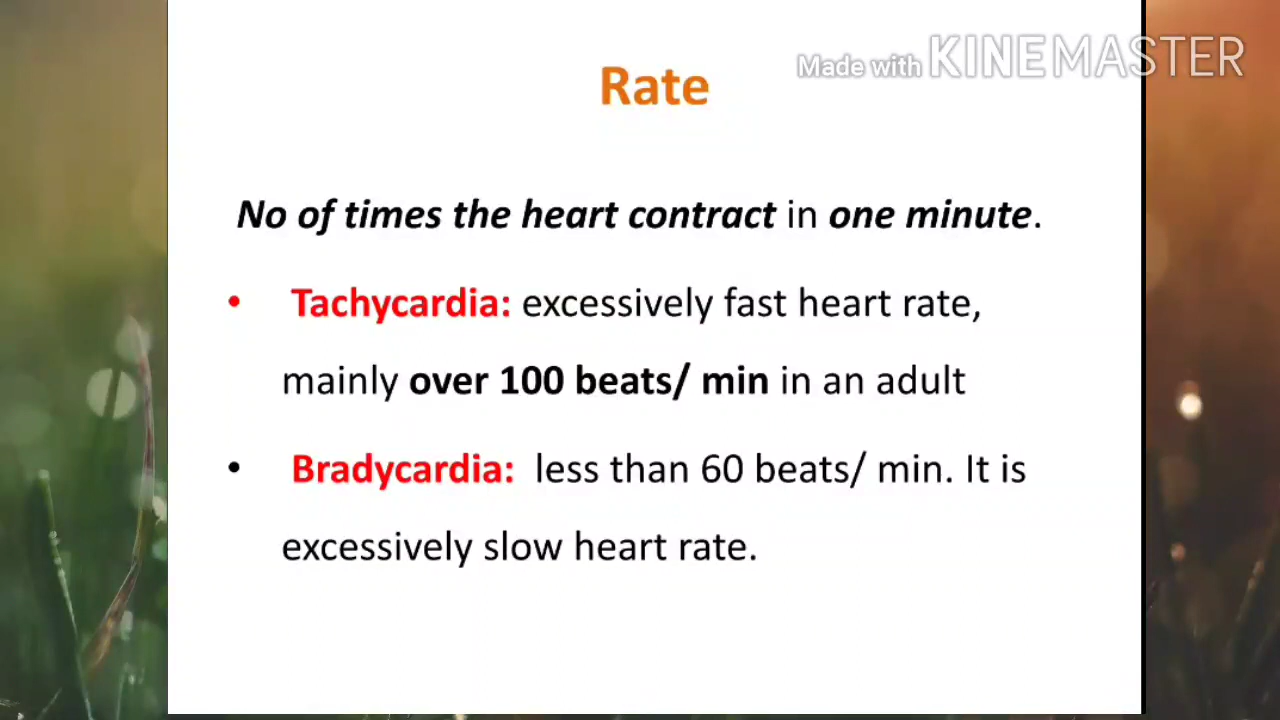 Made with KINEMASTER
Rate
No of times the heart contract in one minute.
• Tachycardia: excessively fast heart rate,
mainly over 100 beats/ min in an adult
• Bradycardia: less than 60 beats/ min. It is
excessively slow heart rate.